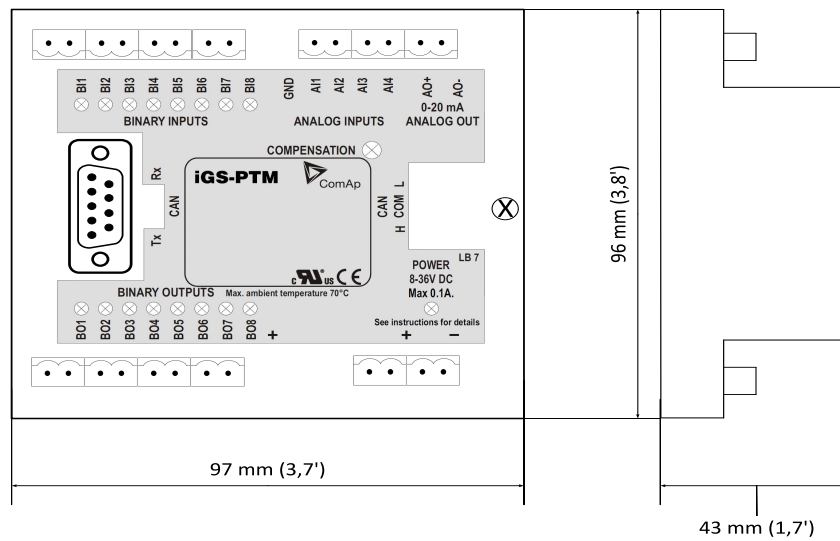 BI1 BI2 BI3 BI4 BI5 BI6 BI7 BI8 GND AI1 AI2 AI3 AI4 AO+ AO-
0-20 mA
BINARY INPUTS ANALOG INPUTS ANALOG OUT
COMPENSATION
iGS-PTM ComAp
Rx
CAN
Tx
CAN
H COM L
X
LB 7
POWER
8-36V DC
Max 0.1A.
c RU us CE
BINARY OUTPUTS Max. ambient temperature 70°C
See instructions for details
BO1 BO2 BO3 BO4 BO5 BO6 BO7 BO8 + + −
96 mm (3,8')
97 mm (3,7')
43 mm (1,7')